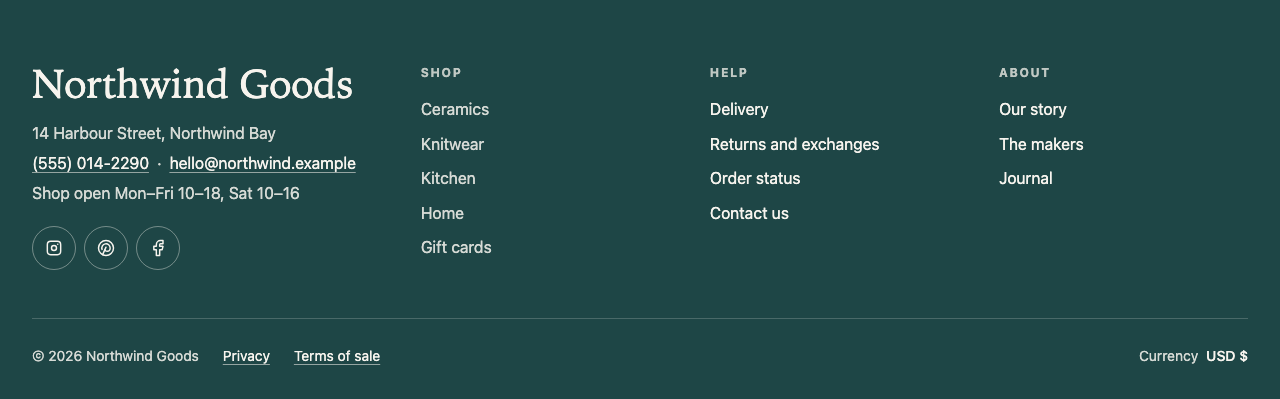 Northwind Goods
14 Harbour Street, Northwind Bay
(555) 014-2290 · hello@northwind.example
Shop open Mon–Fri 10–18, Sat 10–16
SHOP
Ceramics
Knitwear
Kitchen
Home
Gift cards
HELP
Delivery
Returns and exchanges
Order status
Contact us
ABOUT
Our story
The makers
Journal
© 2026 Northwind Goods Privacy Terms of sale
Currency USD $